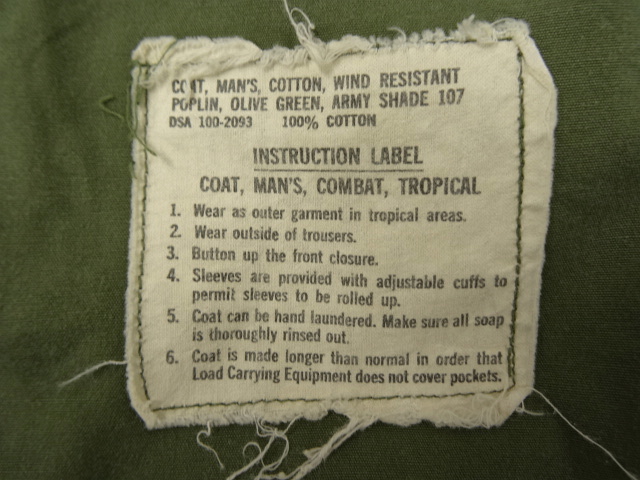 COAT, MAN'S, COTTON, WIND RESISTANT
POPLIN, OLIVE GREEN, ARMY SHADE 107
DSA 100-2093 100% COTTON
INSTRUCTION LABEL
COAT, MAN'S, COMBAT, TROPICAL
1. Wear as outer garment in tropical areas.
2. Wear outside of trousers.
3. Button up the front closure.
4. Sleeves are provided with adjustable cuffs to
permit sleeves to be rolled up.
5. Coat can be hand laundered. Make sure all soap
is thoroughly rinsed out.
6. Coat is made longer than normal in order that
Load Carrying Equipment does not cover pockets.